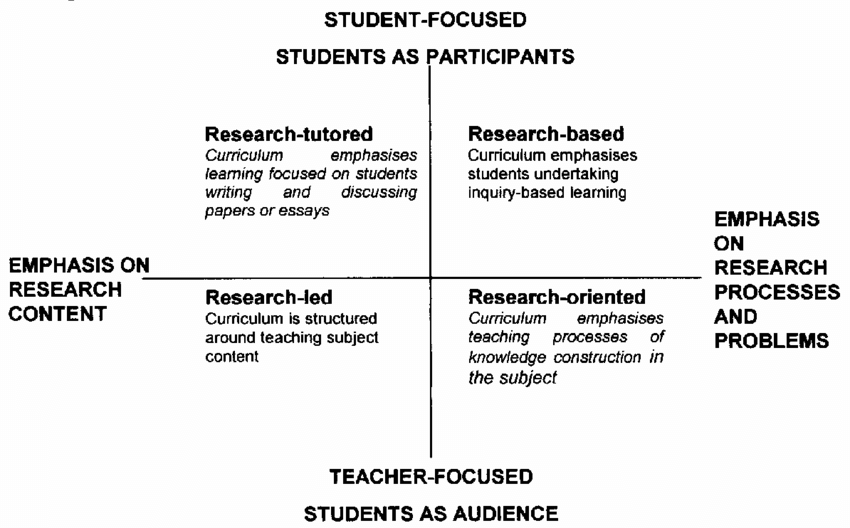 STUDENT-FOCUSED
STUDENTS AS PARTICIPANTS
Research-tutored
Curriculum emphasises
learning focused on students
writing and discussing
papers or essays
Research-based
Curriculum emphasises
students undertaking
inquiry-based learning
EMPHASIS ON
RESEARCH
CONTENT
EMPHASIS
ON
RESEARCH
PROCESSES
AND
PROBLEMS
Research-led
Curriculum is structured
around teaching subject
content
Research-oriented
Curriculum emphasises
teaching processes of
knowledge construction in
the subject
TEACHER-FOCUSED
STUDENTS AS AUDIENCE